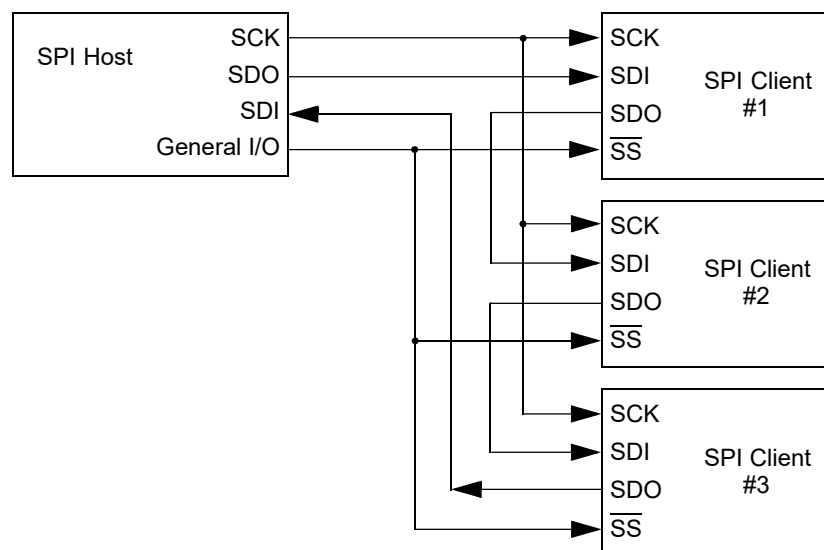 SPI Host
SCK
SDO
SDI
General I/O
SCK
SDI
SDO
SS
SPI Client
#1
SCK
SDI
SDO
SS
SPI Client
#2
SCK
SDI
SDO
SS
SPI Client
#3